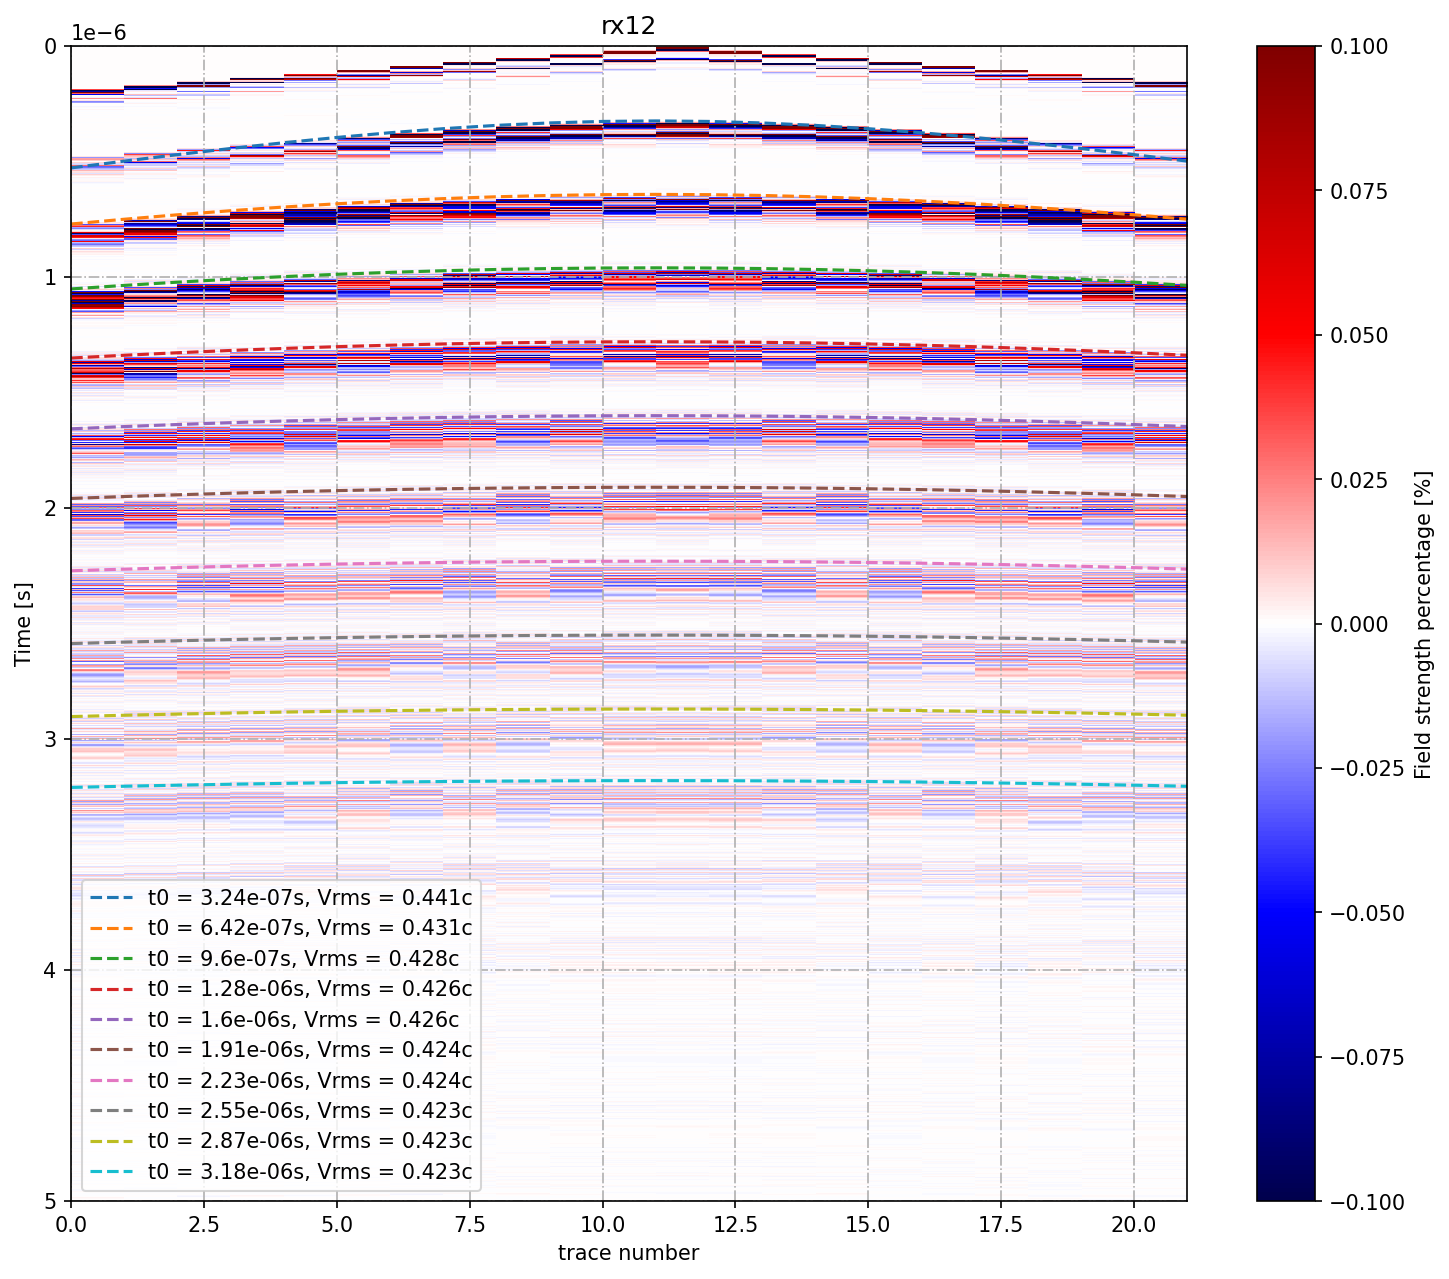 rx12
1e−6
0
1
2
3
4
5
Time [s]
0.0
2.5
5.0
7.5
10.0
12.5
15.0
17.5
20.0
trace number
t0 = 3.24e-07s, Vrms = 0.441c
t0 = 6.42e-07s, Vrms = 0.431c
t0 = 9.6e-07s, Vrms = 0.428c
t0 = 1.28e-06s, Vrms = 0.426c
t0 = 1.6e-06s, Vrms = 0.426c
t0 = 1.91e-06s, Vrms = 0.424c
t0 = 2.23e-06s, Vrms = 0.424c
t0 = 2.55e-06s, Vrms = 0.423c
t0 = 2.87e-06s, Vrms = 0.423c
t0 = 3.18e-06s, Vrms = 0.423c
0.100
0.075
0.050
0.025
0.000
−0.025
−0.050
−0.075
−0.100
Field strength percentage [%]